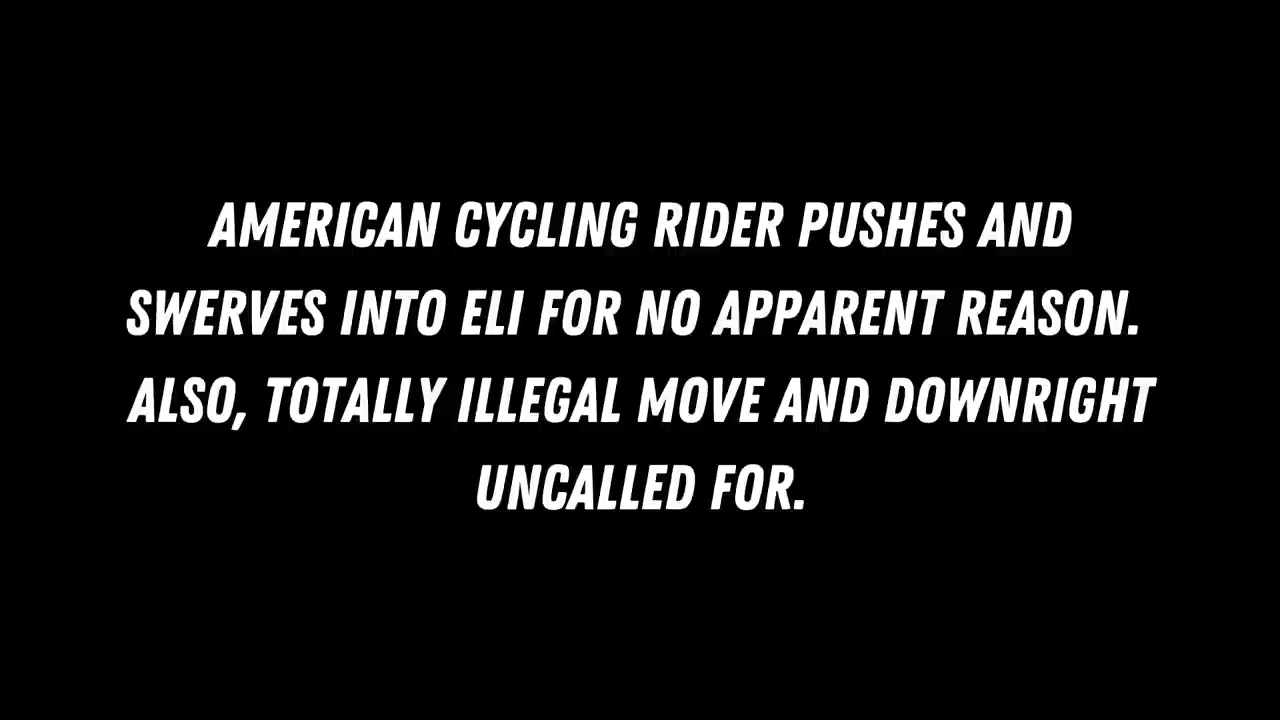 AMERICAN CYCLING RIDER PUSHES AND
SWERVES INTO ELI FOR NO APPARENT REASON.
ALSO, TOTALLY ILLEGAL MOVE AND DOWNRIGHT
UNCALLED FOR.